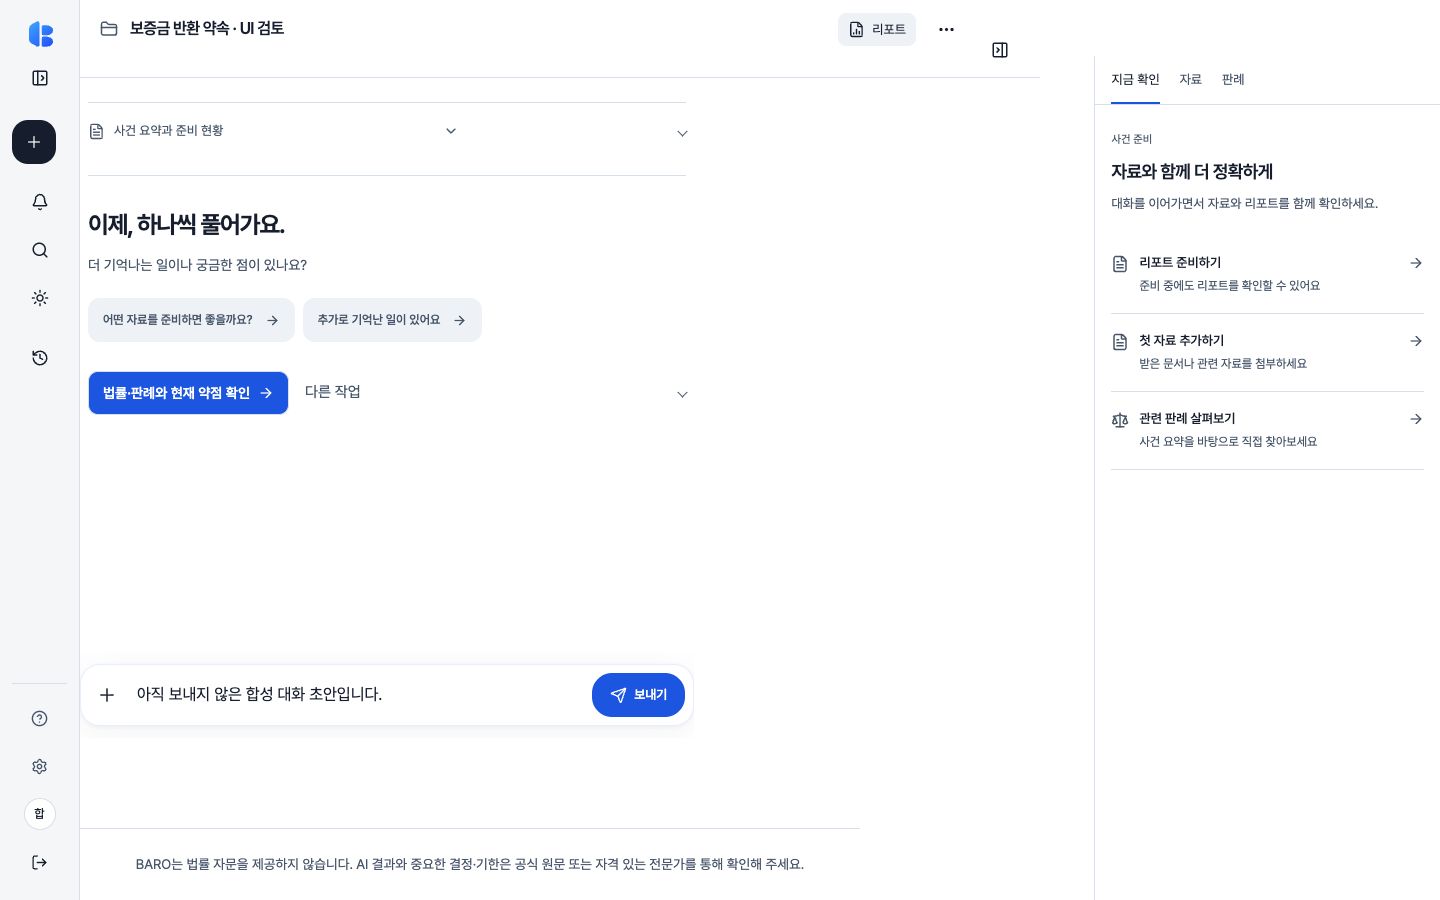 보증금 반환 약속 · UI 검토
리포트
사건 요약과 준비 현황
이제, 하나씩 풀어가요.
더 기억나는 일이나 궁금한 점이 있나요?
어떤 자료를 준비하면 좋을까요?
추가로 기억난 일이 있어요
법률·판례와 현재 약점 확인
다른 작업
아직 보내지 않은 합성 대화 초안입니다.
보내기
합
BARO는 법률 자문을 제공하지 않습니다. AI 결과와 중요한 결정·기한은 공식 원문 또는 자격 있는 전문가를 통해 확인해 주세요.
지금 확인
자료
판례
사건 준비
자료와 함께 더 정확하게
대화를 이어가면서 자료와 리포트를 함께 확인하세요.
리포트 준비하기
준비 중에도 리포트를 확인할 수 있어요
첫 자료 추가하기
받은 문서나 관련 자료를 첨부하세요
관련 판례 살펴보기
사건 요약을 바탕으로 직접 찾아보세요